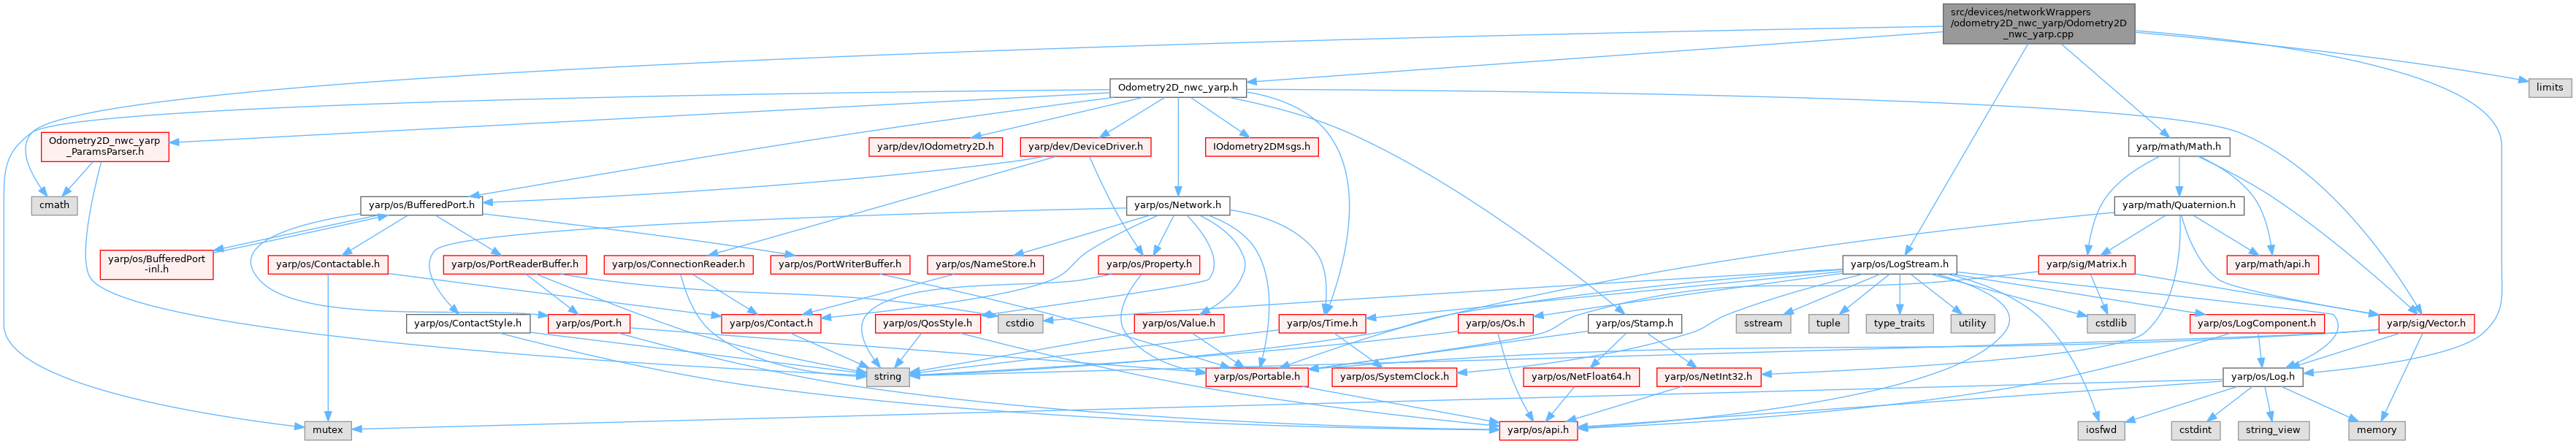 src/devices/networkWrappers
/odometry2D_nwc_yarp/Odometry2D
_nwc_yarp.cpp
Odometry2D_nwc_yarp.h
limits
Odometry2D_nwc_yarp
_ParamsParser.h
yarp/dev/IOdometry2D.h
yarp/dev/DeviceDriver.h
IOdometry2DMsgs.h
yarp/math/Math.h
cmath
yarp/os/BufferedPort.h
yarp/os/Network.h
yarp/math/Quaternion.h
yarp/os/BufferedPort
-inl.h
yarp/os/Contactable.h
yarp/os/PortReaderBuffer.h
yarp/os/ConnectionReader.h
yarp/os/PortWriterBuffer.h
yarp/os/NameStore.h
yarp/os/Property.h
yarp/os/LogStream.h
yarp/sig/Matrix.h
yarp/math/api.h
yarp/os/ContactStyle.h
yarp/os/Port.h
yarp/os/Contact.h
yarp/os/QosStyle.h
cstdio
yarp/os/Value.h
yarp/os/Time.h
yarp/os/Os.h
yarp/os/Stamp.h
sstream
tuple
type_traits
utility
cstdlib
yarp/os/LogComponent.h
yarp/sig/Vector.h
string
yarp/os/Portable.h
yarp/os/SystemClock.h
yarp/os/NetFloat64.h
yarp/os/NetInt32.h
yarp/os/Log.h
mutex
yarp/os/api.h
iosfwd
cstdint
string_view
memory